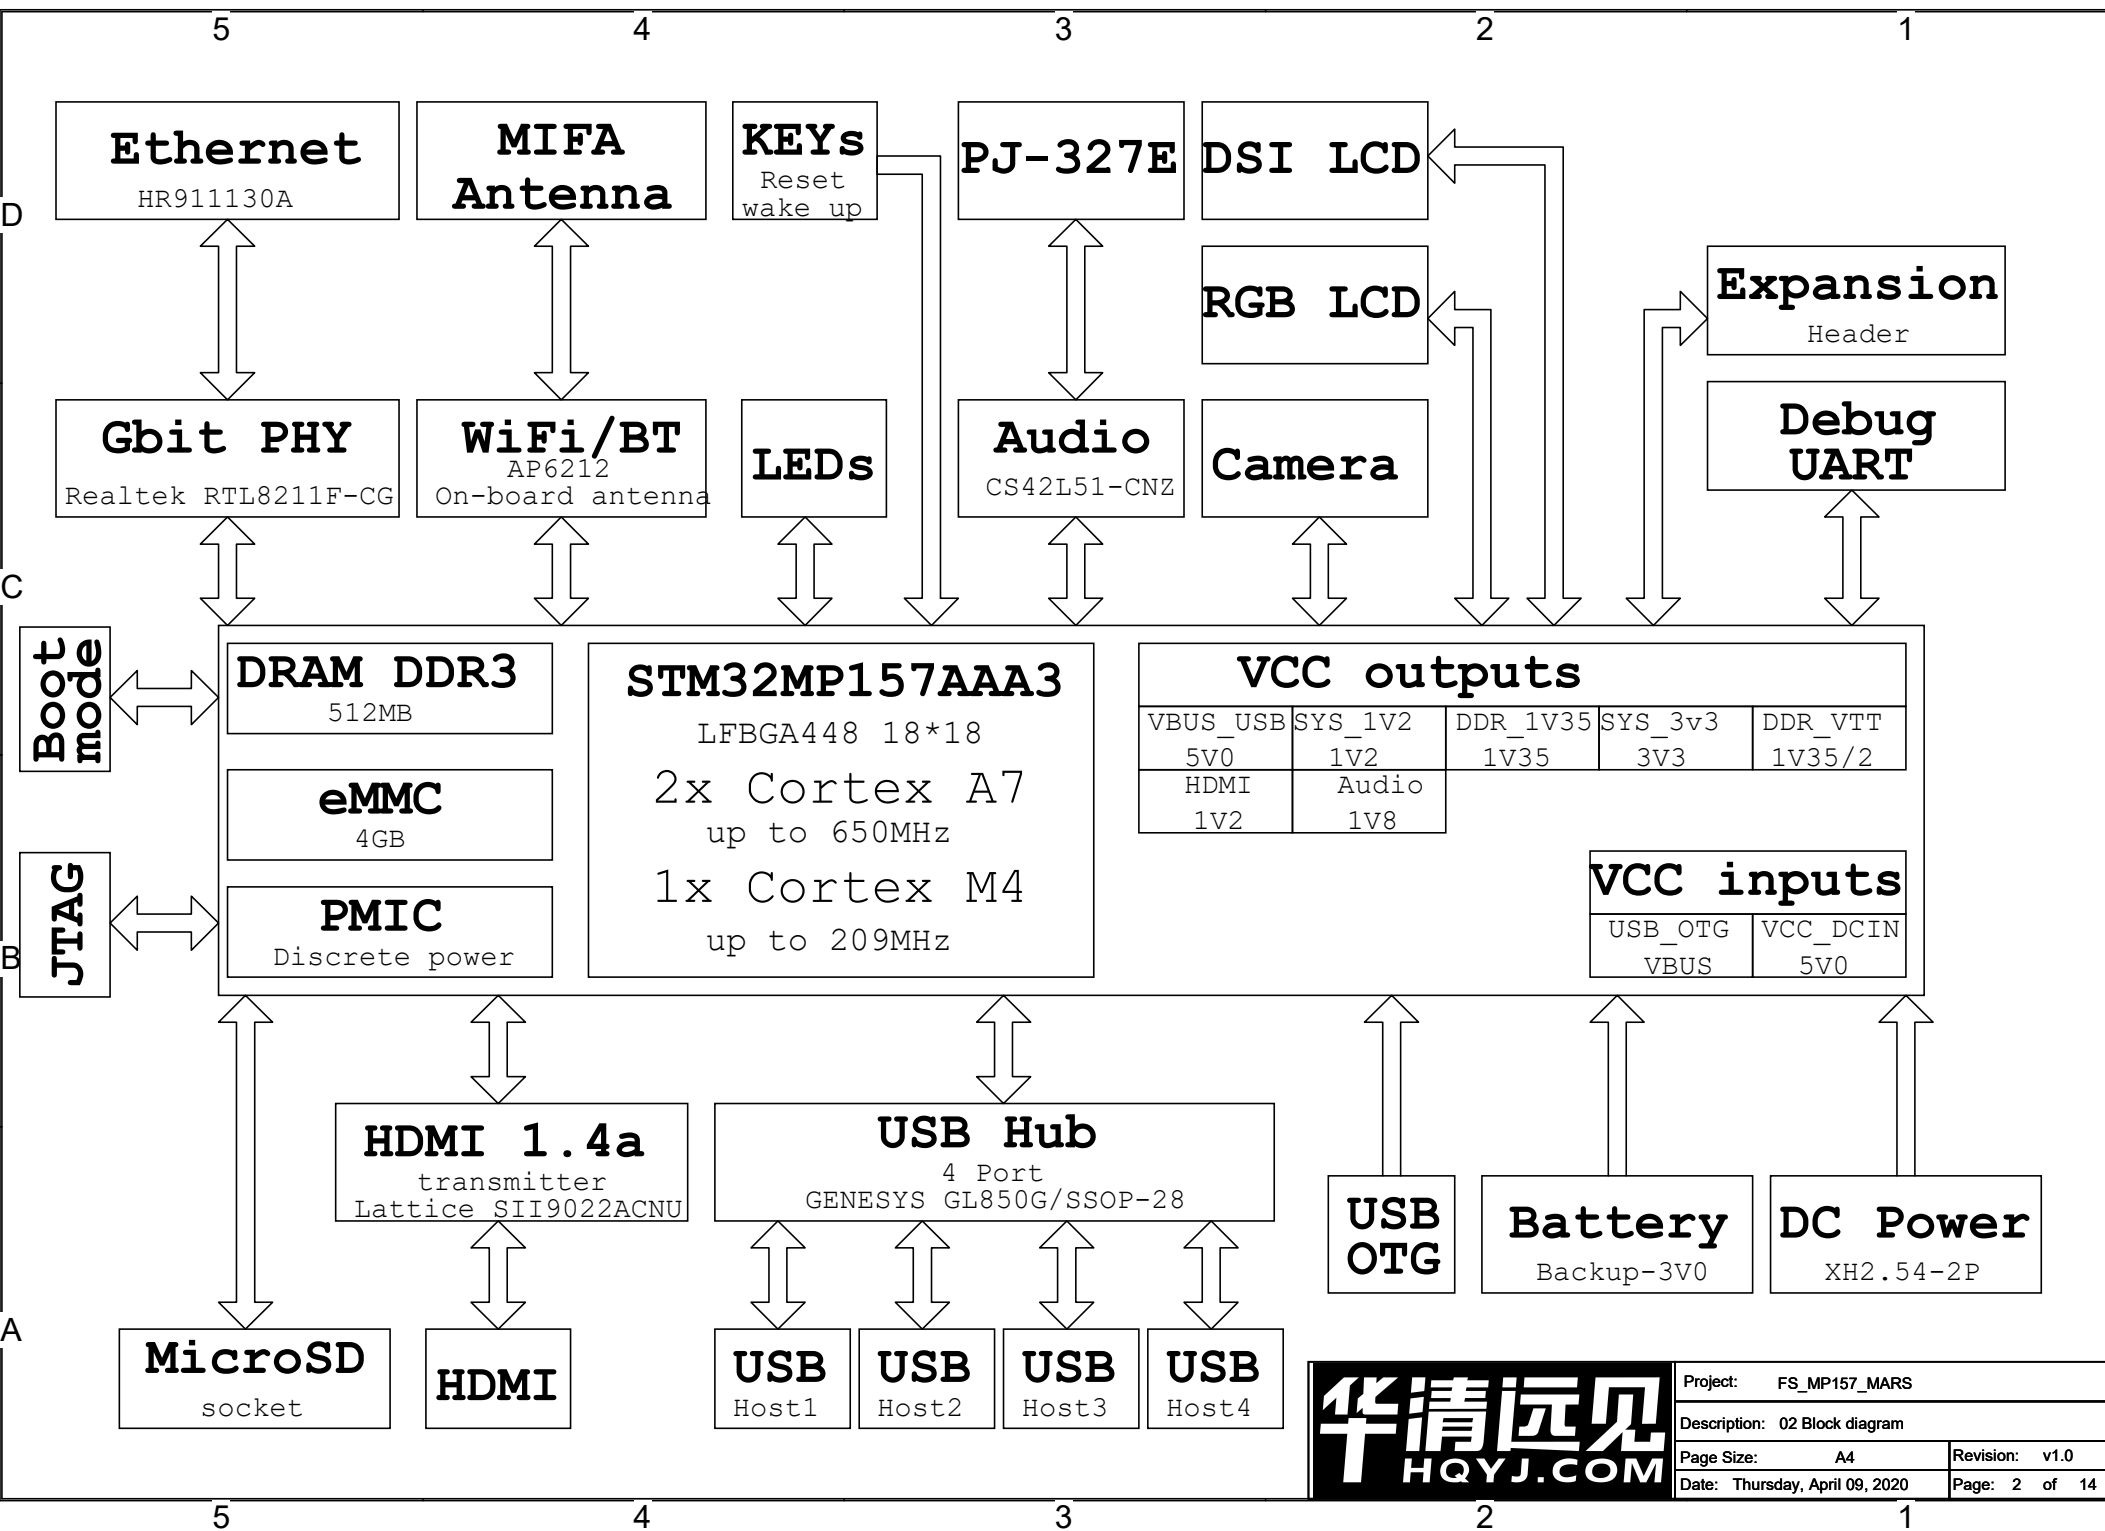 5 4 3 2 1
D
C
B
A
Ethernet
HR911130A
MIFA
Antenna
KEYs
Reset
wake up
PJ-327E
DSI LCD
RGB LCD
Expansion
Header
Gbit PHY
Realtek RTL8211F-CG
WiFi/BT
AP6212
On-board antenna
LEDs
Audio
CS42L51-CNZ
Camera
Debug
UART
Boot
mode
JTAG
DRAM DDR3
512MB
eMMC
4GB
PMIC
Discrete power
STM32MP157AAA3
LFBGA448 18*18
2x Cortex A7
up to 650MHz
1x Cortex M4
up to 209MHz
VCC outputs
VBUS_USB SYS_1V2 DDR_1V35 SYS_3v3 DDR_VTT
5V0 1V2 1V35 3V3 1V35/2
HDMI Audio
1V2 1V8
VCC inputs
USB_OTG VCC_DCIN
VBUS 5V0
HDMI 1.4a
transmitter
Lattice SII9022ACNU
USB Hub
4 Port
GENESYS GL850G/SSOP-28
USB
OTG
Battery
Backup-3V0
DC Power
XH2.54-2P
MicroSD
socket
HDMI
USB
Host1
USB
Host2
USB
Host3
USB
Host4
华清远见
HQYJ.COM
Project: FS_MP157_MARS
Description: 02 Block diagram
Page Size: A4 Revision: v1.0
Date: Thursday, April 09, 2020 Page: 2 of 14
5 4 3 2 1